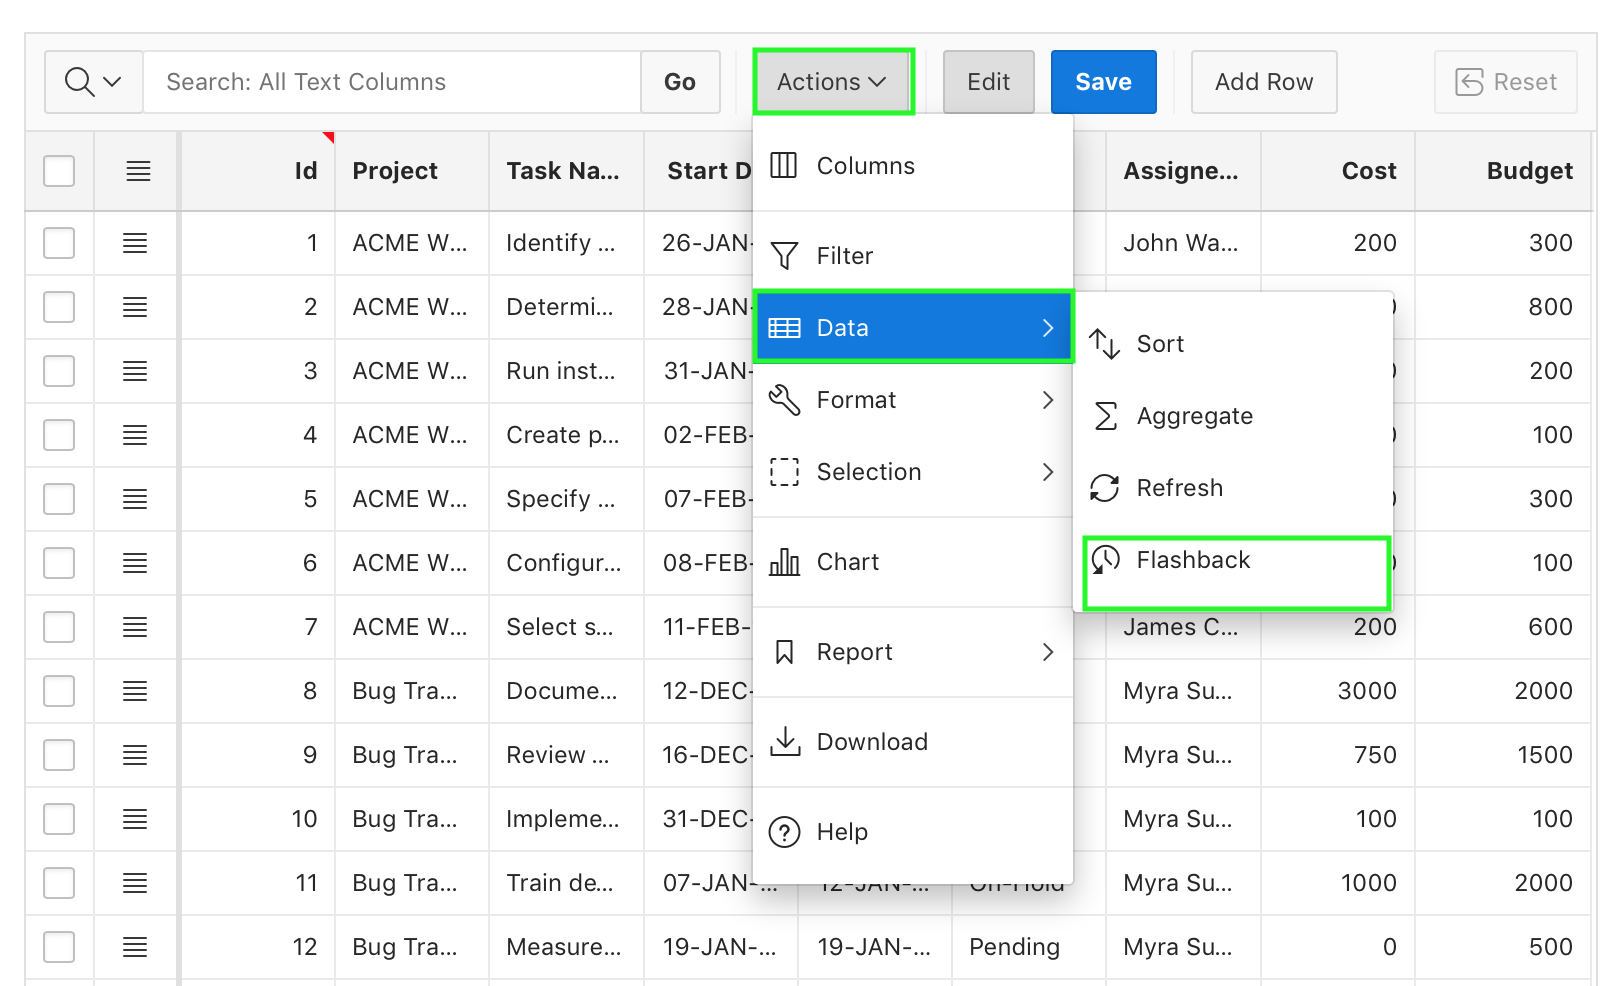 Search: All Text Columns Go Actions Edit Save Add Row Reset
Id Project Task Na... Start D Assigne... Cost Budget
Columns
1 ACME W... Identify ... 26-JAN- John Wa... 200 300
Filter
2 ACME W... Determi... 28-JAN- 800
Data
Sort
3 ACME W... Run inst... 31-JAN- 200
Format
Aggregate
4 ACME W... Create p... 02-FEB- 100
Selection
Refresh
5 ACME W... Specify ... 07-FEB- 300
6 ACME W... Configur... 08-FEB- 100
Chart
Flashback
7 ACME W... Select s... 11-FEB- James C... 200 600
Report
8 Bug Tra... Docume... 12-DEC- Myra Su... 3000 2000
Download
9 Bug Tra... Review ... 16-DEC- Myra Su... 750 1500
10 Bug Tra... Impleme... 31-DEC- Myra Su... 100 100
Help
11 Bug Tra... Train de... 07-JAN-... 12-JAN-... On-Hold Myra Su... 1000 2000
12 Bug Tra... Measure... 19-JAN-... 19-JAN-... Pending Myra Su... 0 500